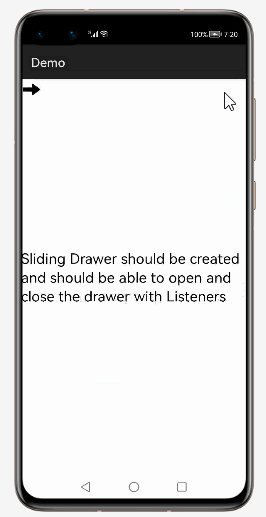 100% 7:20
Demo
Sliding Drawer should be created
and should be able to open and
close the drawer with Listeners